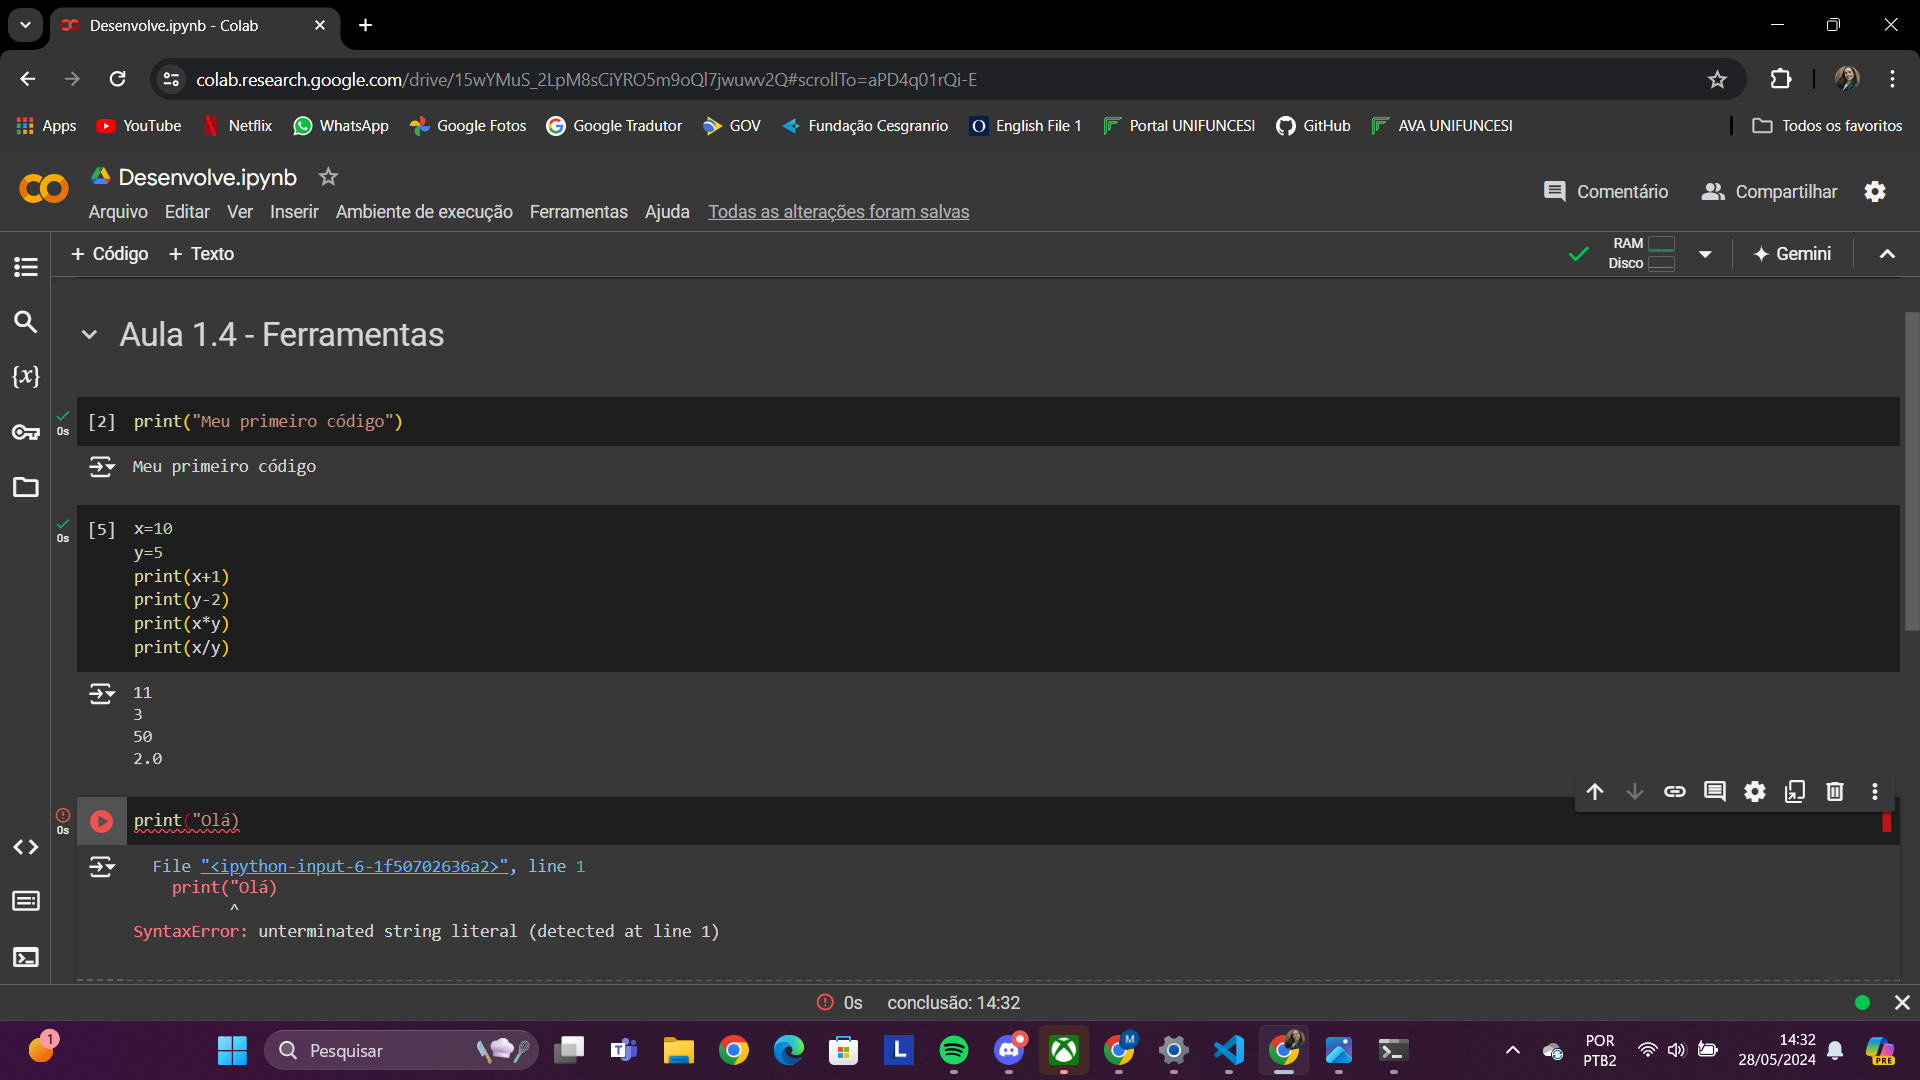 Desenvolve.ipynb - Colab
colab.research.google.com/drive/15wYMuS_2LpM8sCiYRO5m9oQl7jwuwv2Q#scrollTo=aPD4q01rQi-E
Apps YouTube Netflix WhatsApp Google Fotos Google Tradutor GOV Fundação Cesgranrio English File 1 Portal UNIFUNCESI GitHub AVA UNIFUNCESI Todos os favoritos
Desenvolve.ipynb
Comentário Compartilhar
Arquivo Editar Ver Inserir Ambiente de execução Ferramentas Ajuda Todas as alterações foram salvas
+ Código + Texto
RAM
Disco
Gemini
Aula 1.4 - Ferramentas
{x}
0s
[2] print("Meu primeiro código")
Meu primeiro código
0s
[5] x=10
y=5
print(x+1)
print(y-2)
print(x*y)
print(x/y)
11
3
50
2.0
0s
print("Olá)
File "<ipython-input-6-1f50702636a2>", line 1
print("Olá)
^
SyntaxError: unterminated string literal (detected at line 1)
0s conclusão: 14:32
1
Pesquisar
L
M
POR
PTB2
14:32
28/05/2024
PRE